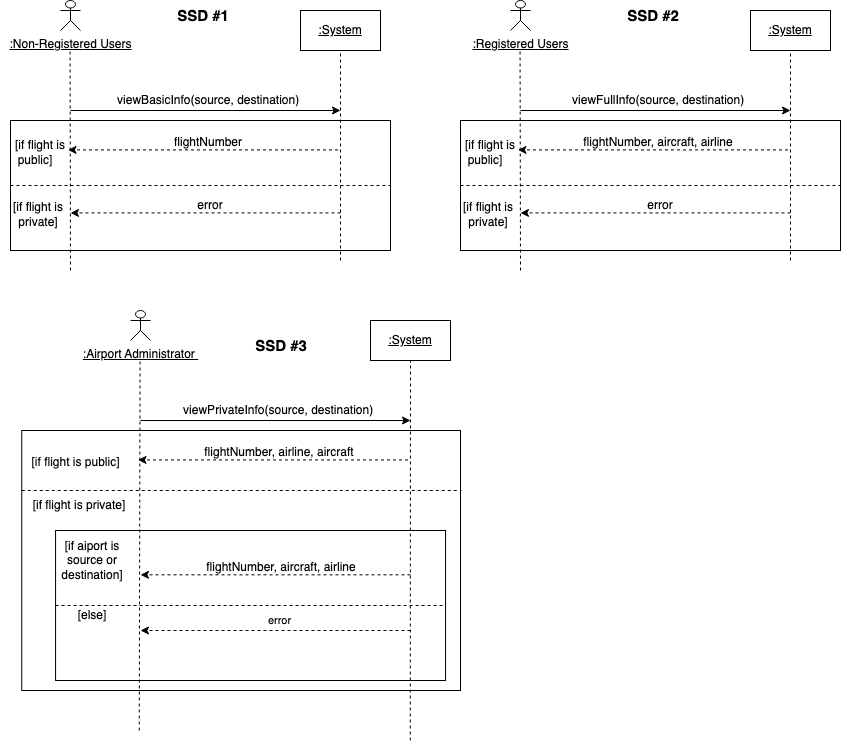 SSD #1
:Non-Registered Users
:System
viewBasicInfo(source, destination)
[if flight is
public]
flightNumber
[if flight is
private]
error
SSD #2
:Registered Users
:System
viewFullInfo(source, destination)
[if flight is
public]
flightNumber, aircraft, airline
[if flight is
private]
error
SSD #3
:Airport Administrator
:System
viewPrivateInfo(source, destination)
[if flight is public]
flightNumber, airline, aircraft
[if flight is private]
[if aiport is
source or
destination]
flightNumber, aircraft, airline
[else]
error